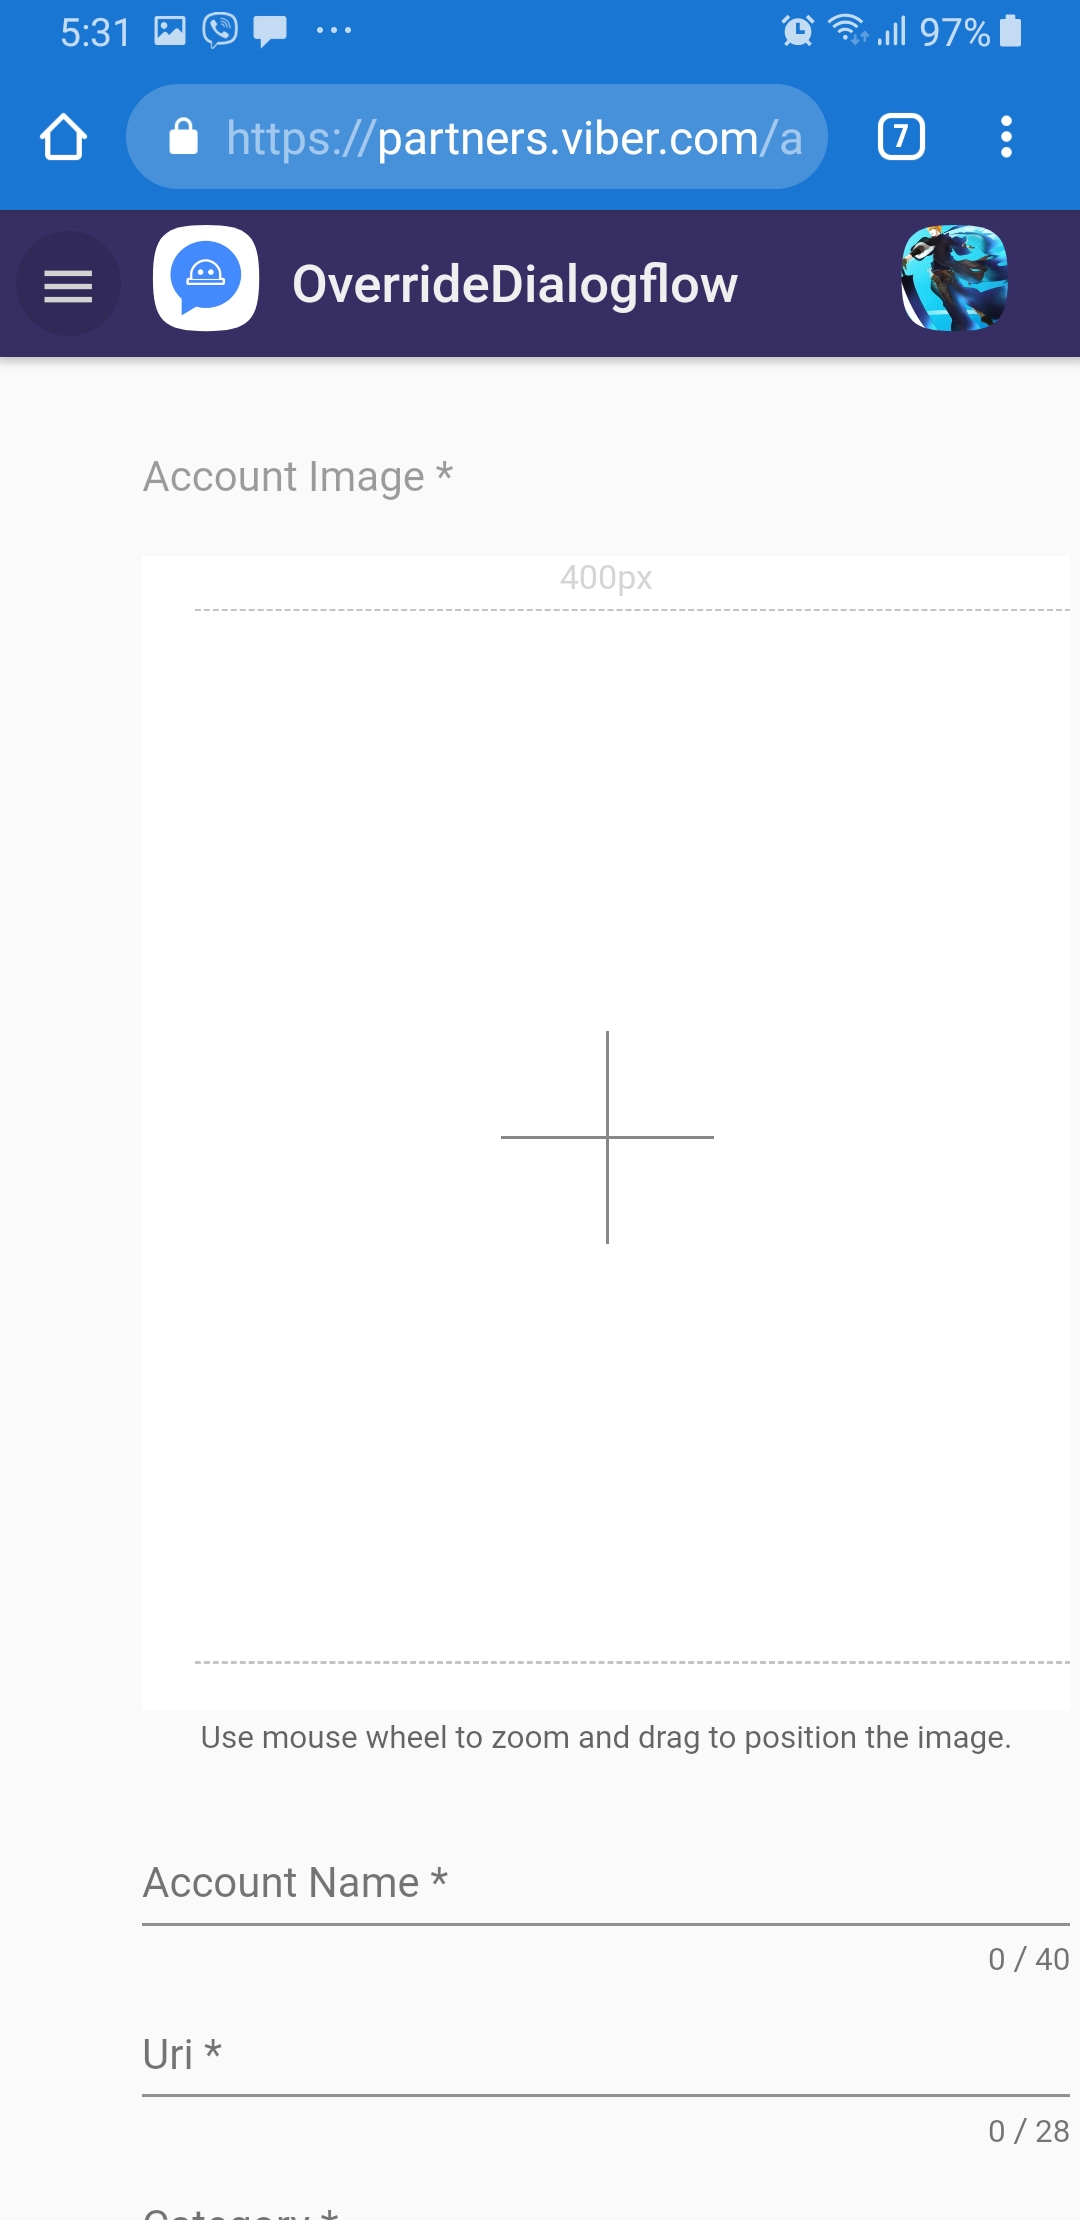 5:31 97%
https://partners.viber.com/a 7
OverrideDialogflow
Account Image *
400px
Use mouse wheel to zoom and drag to position the image.
Account Name *
0 / 40
Uri *
0 / 28
Category *